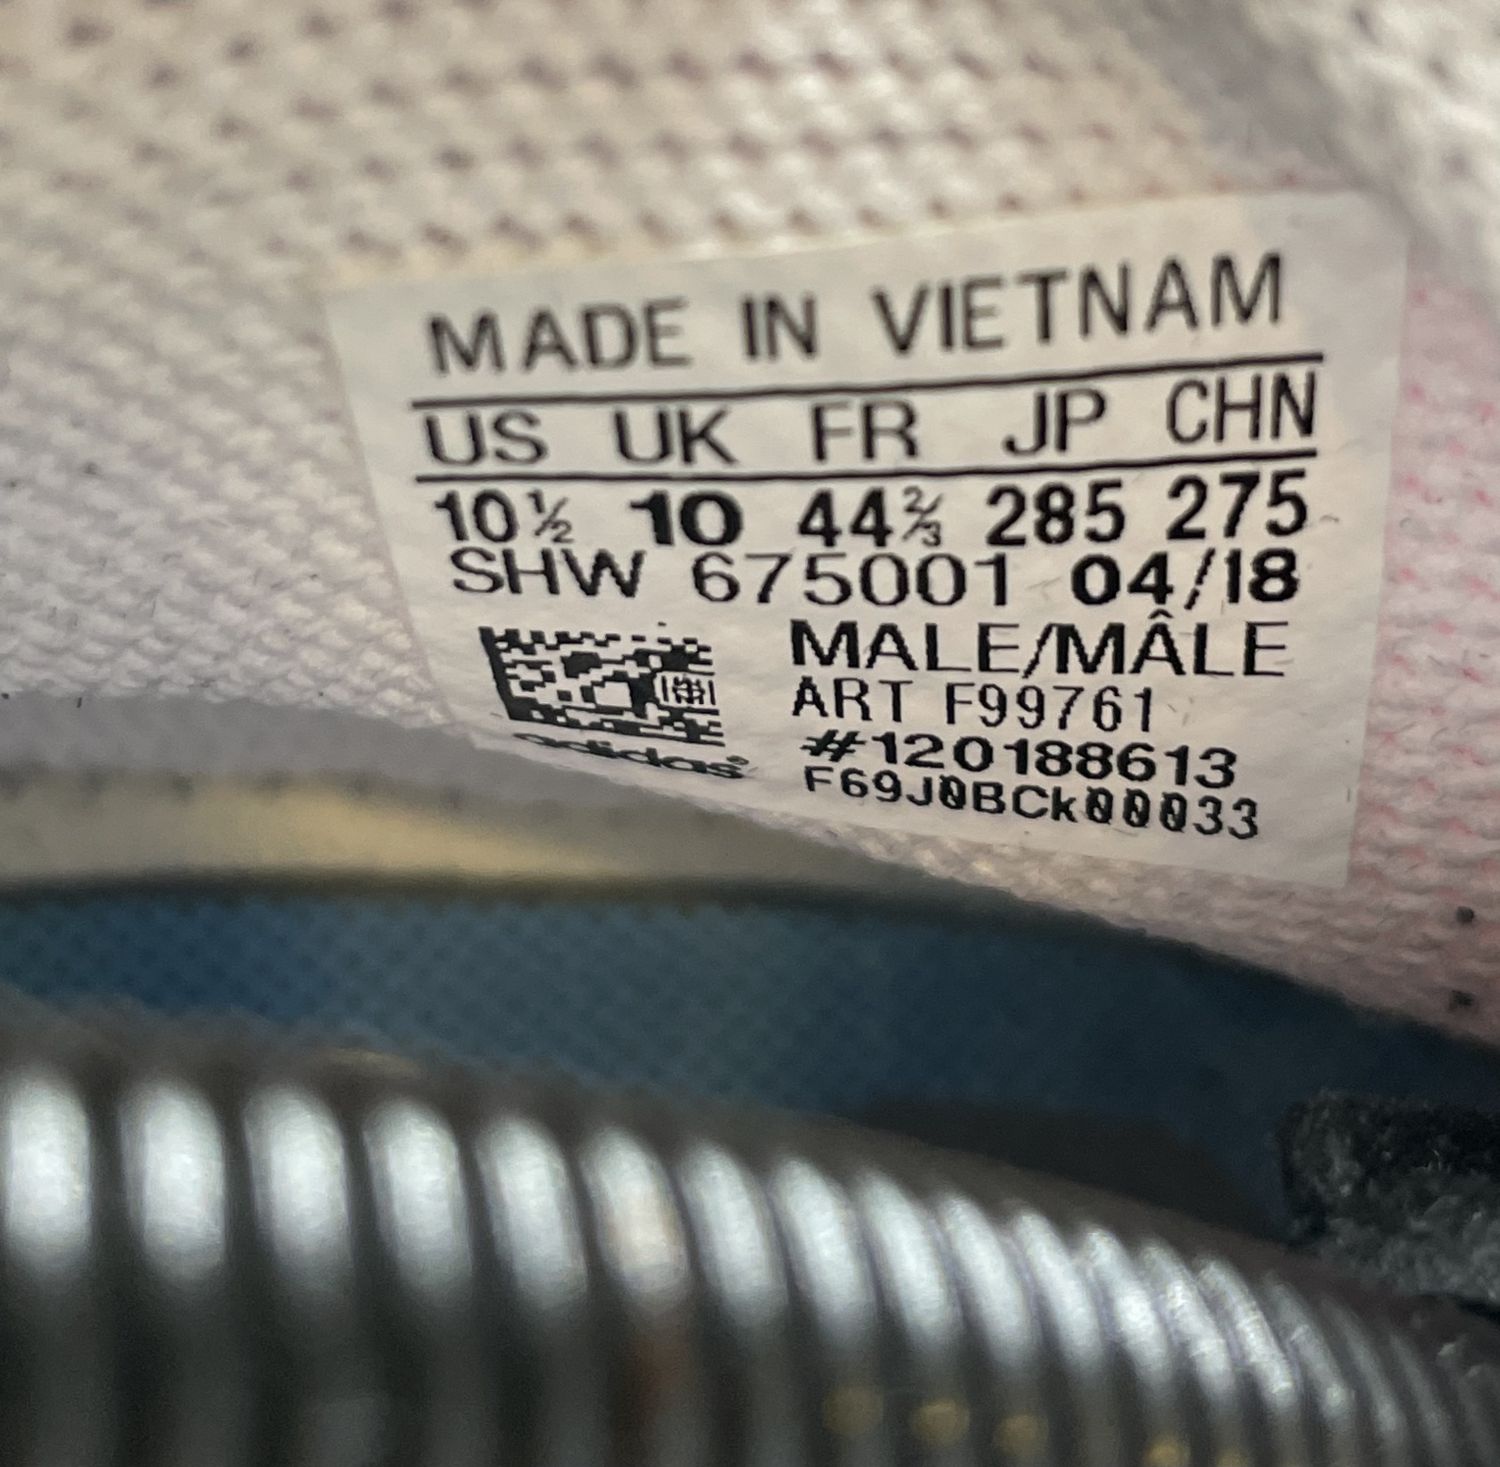 MADE IN VIETNAM
US UK FR JP CHN
10½ 10 44⅔ 285 275
SHW 675001 04/18
MALE/MÂLE
ART F99761
#120188613
F69J0BCk00033
adidas®